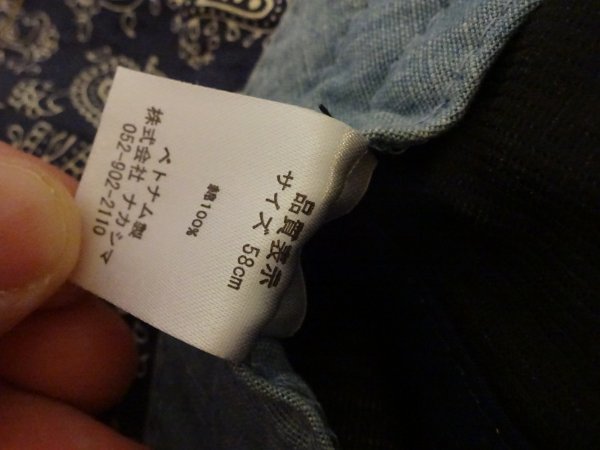 品質表示
サイズ 58cm
綿100%
ベトナム製
株式会社 ナカシマ
052-902-2110